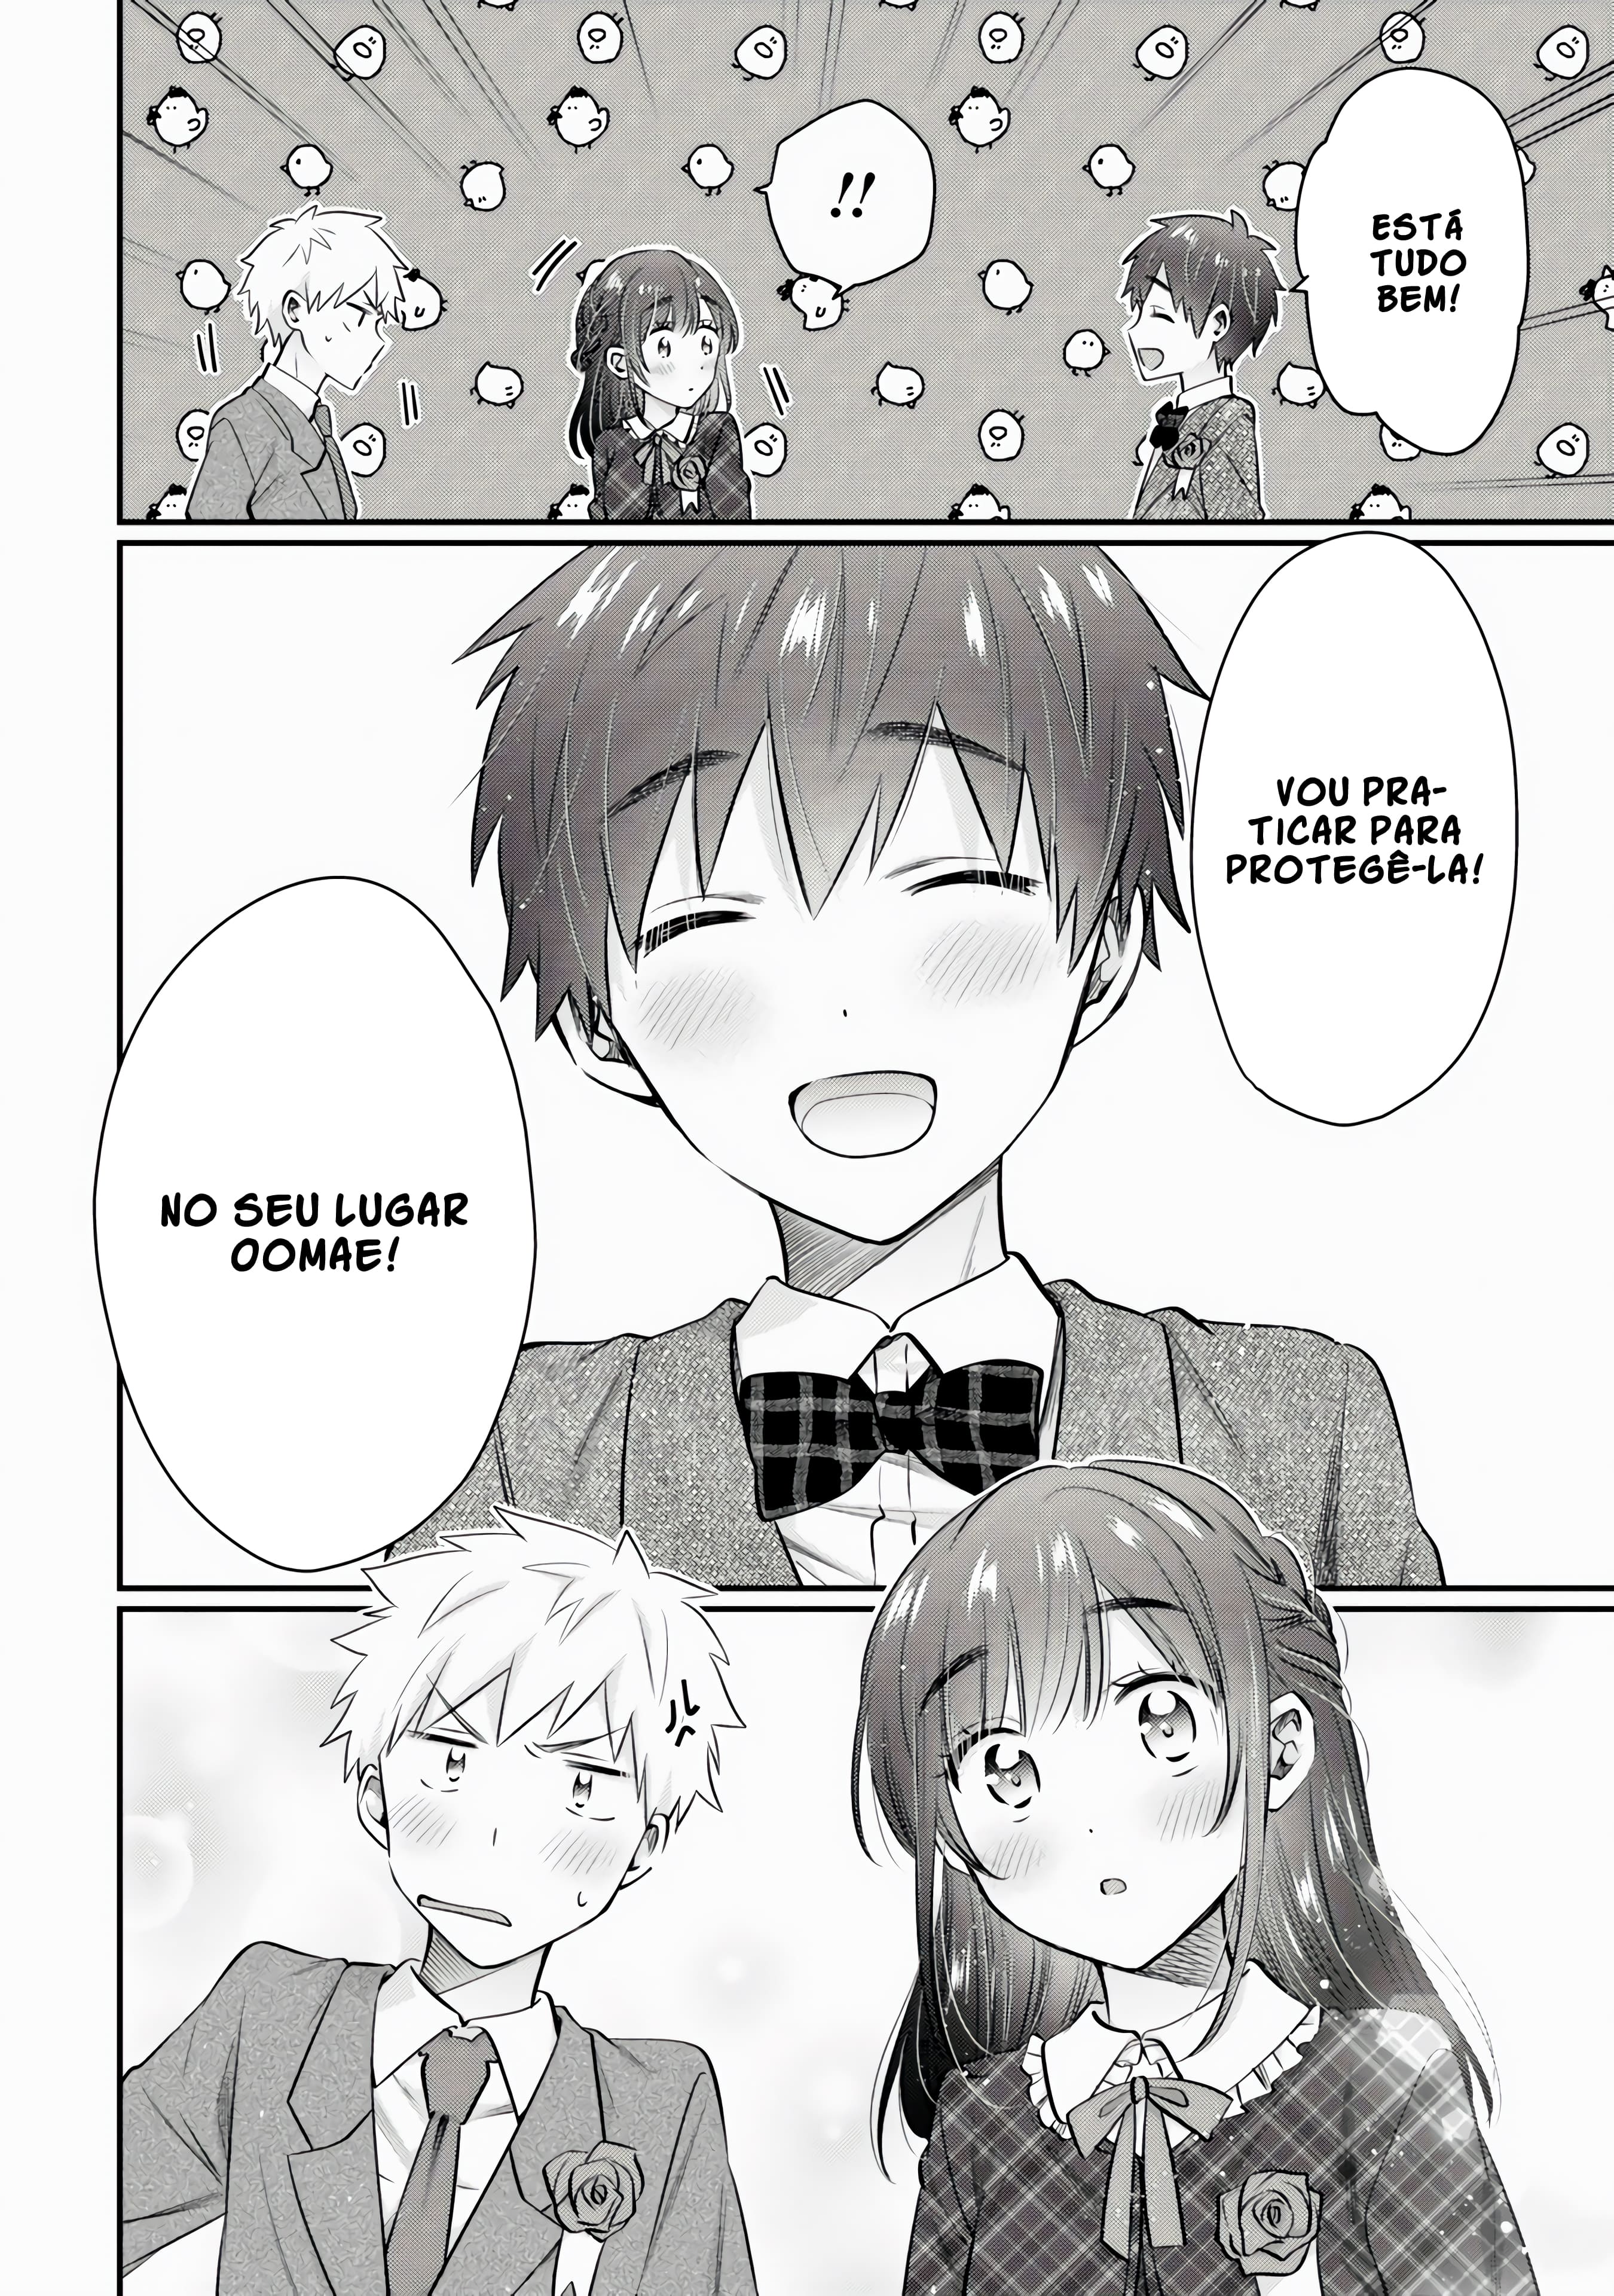 ESTÁ
TUDO
BEM!
!!
VOU PRA-
TICAR PARA
PROTEGÊ-LA!
NO SEU LUGAR
OOMAE!